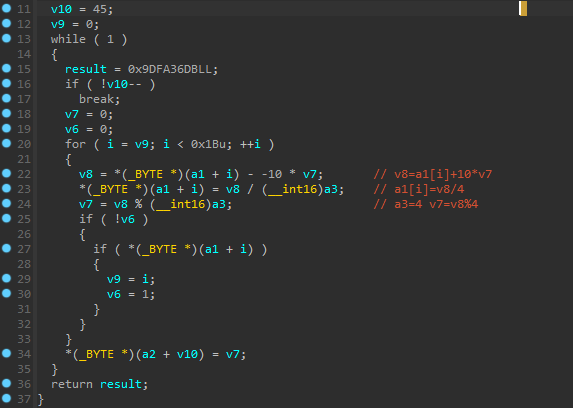 11 v10 = 45;
12 v9 = 0;
13 while ( 1 )
14 {
15 result = 0x9DFA36DBLL;
16 if ( !v10-- )
17 break;
18 v7 = 0;
19 v6 = 0;
20 for ( i = v9; i < 0x1Bu; ++i )
21 {
22 v8 = *(_BYTE *)(a1 + i) - -10 * v7; // v8=a1[i]+10*v7
23 *(_BYTE *)(a1 + i) = v8 / (__int16)a3; // a1[i]=v8/4
24 v7 = v8 % (__int16)a3; // a3=4 v7=v8%4
25 if ( !v6 )
26 {
27 if ( *(_BYTE *)(a1 + i) )
28 {
29 v9 = i;
30 v6 = 1;
31 }
32 }
33 }
34 *(_BYTE *)(a2 + v10) = v7;
35 }
36 return result;
37 }